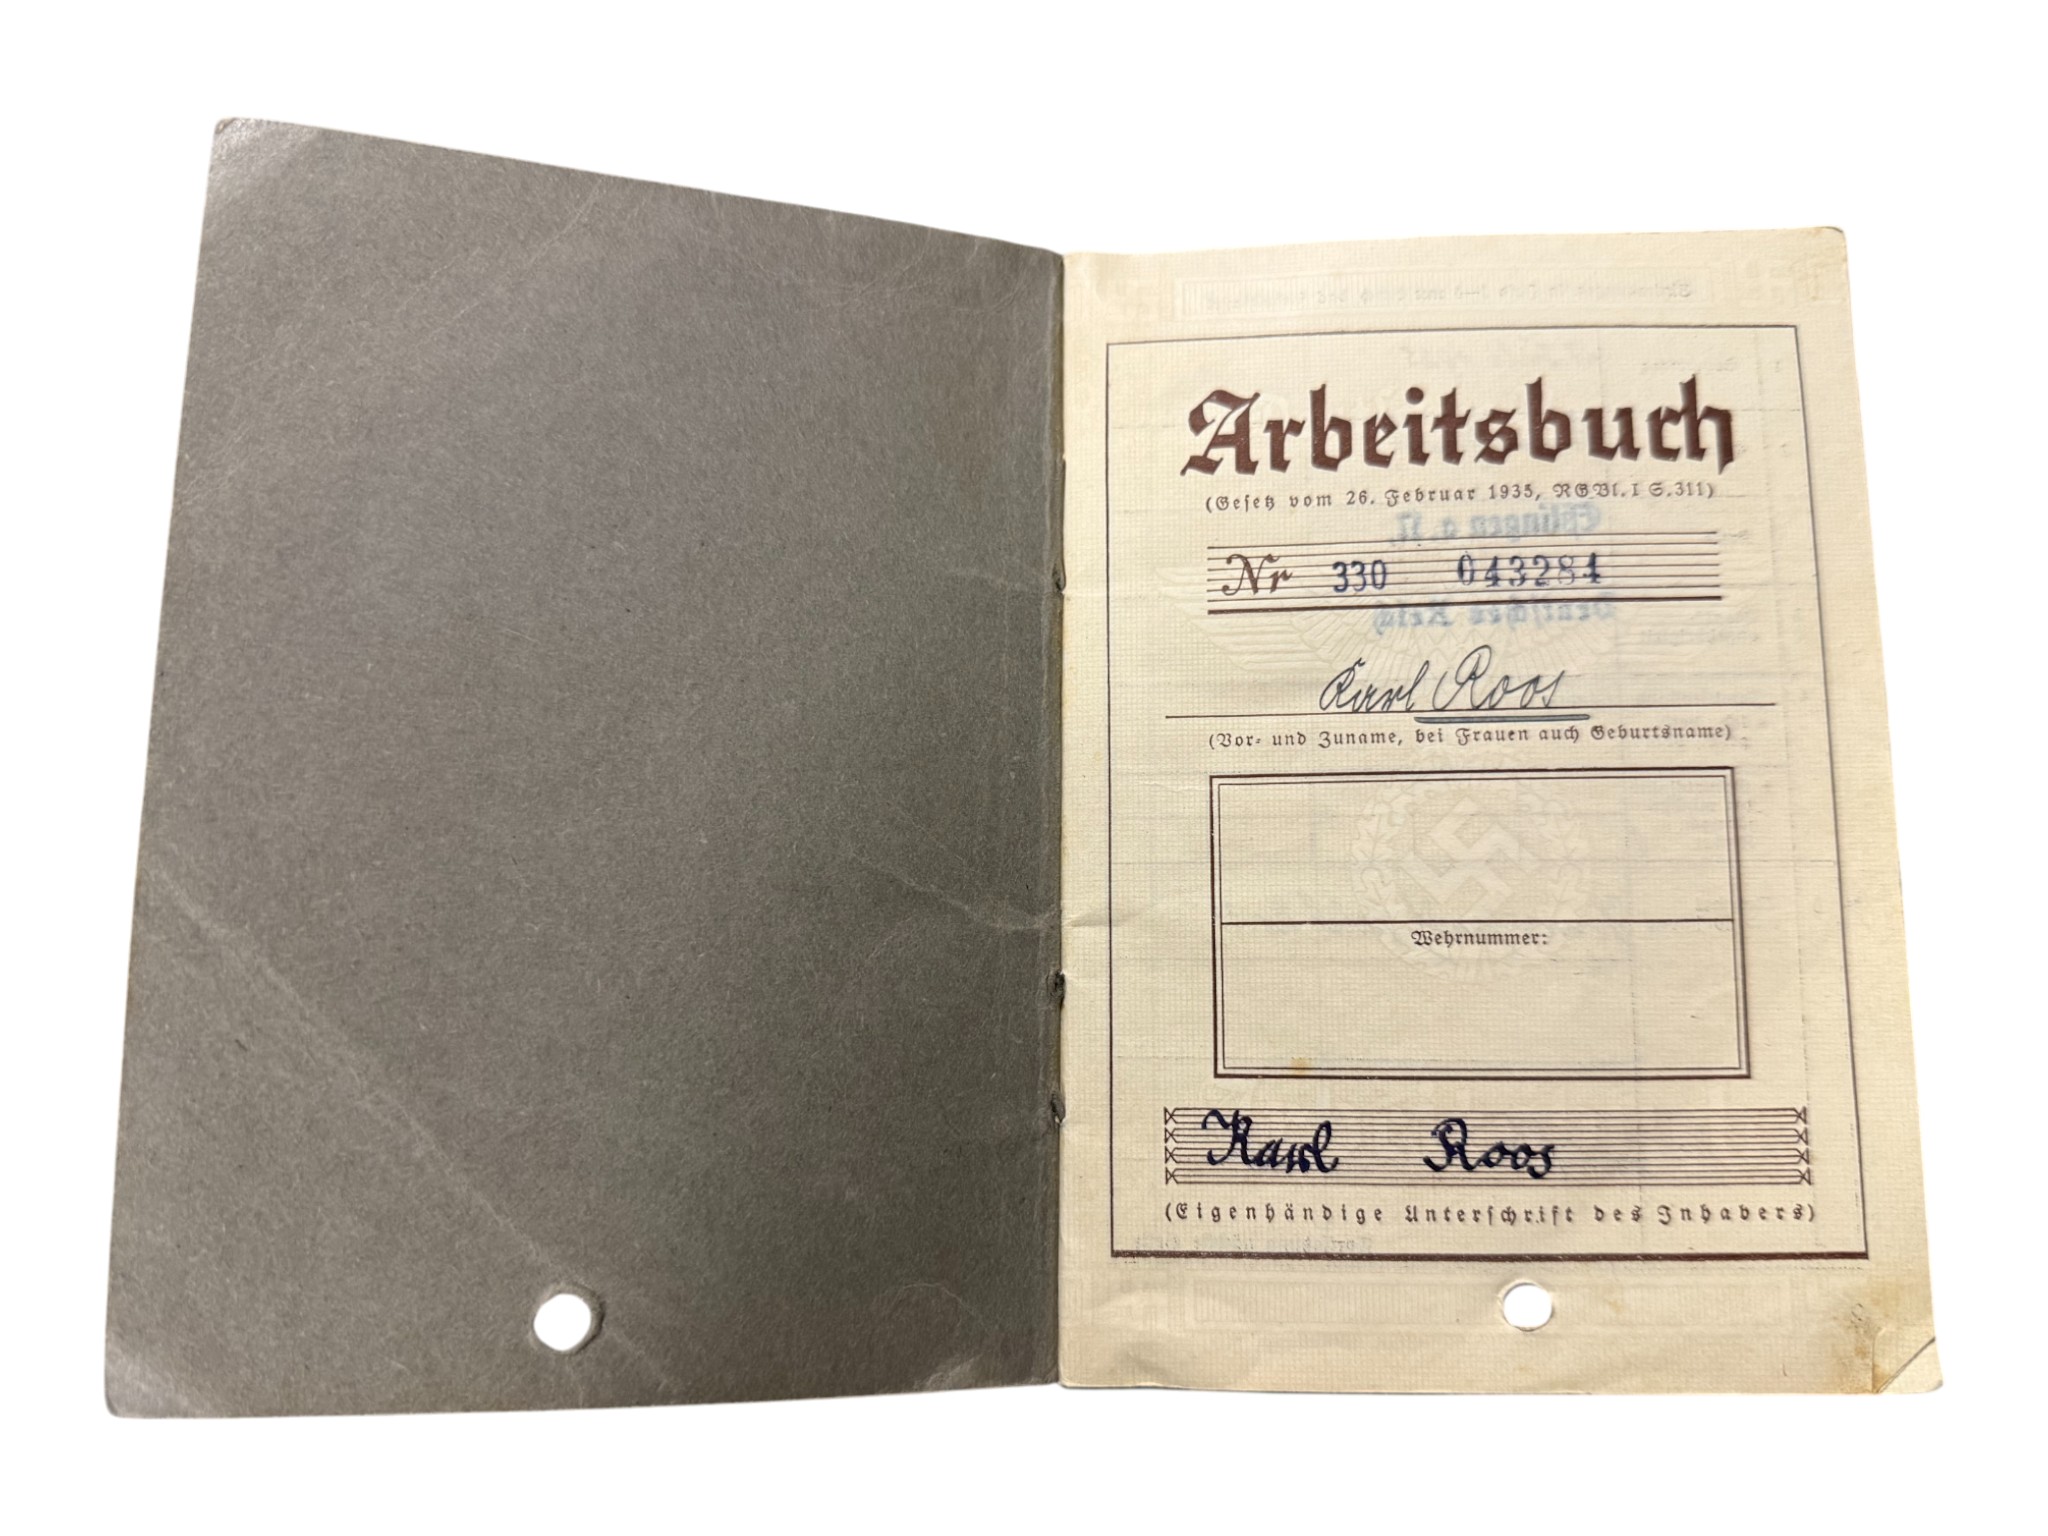 Arbeitsbuch
(Gesetz vom 26. Februar 1935, RGBl. I S. 311)
Nr 330 043284
Karl Roos
(Vor- und Zuname, bei Frauen auch Geburtsname)
Wehrnummer:
Karl Roos
(Eigenhändige Unterschrift des Inhabers)